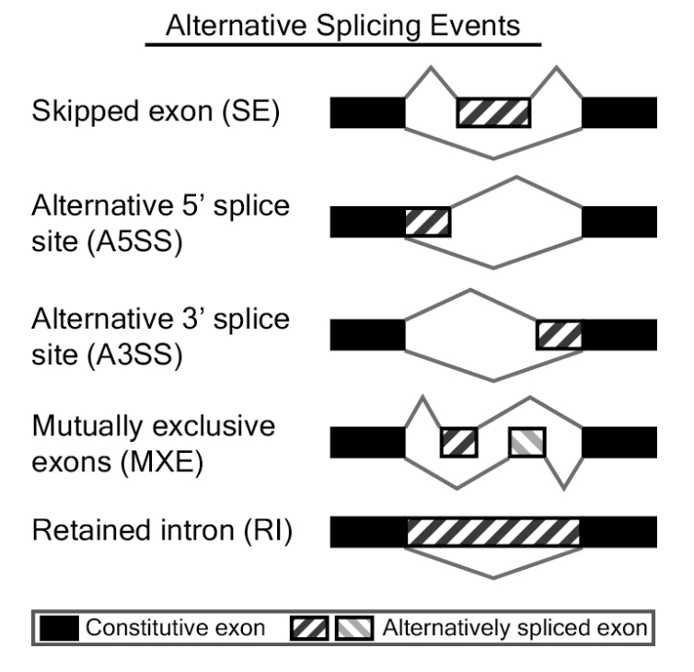 Alternative Splicing Events
Skipped exon (SE)
Alternative 5' splice
site (A5SS)
Alternative 3' splice
site (A3SS)
Mutually exclusive
exons (MXE)
Retained intron (RI)
Constitutive exon
Alternatively spliced exon